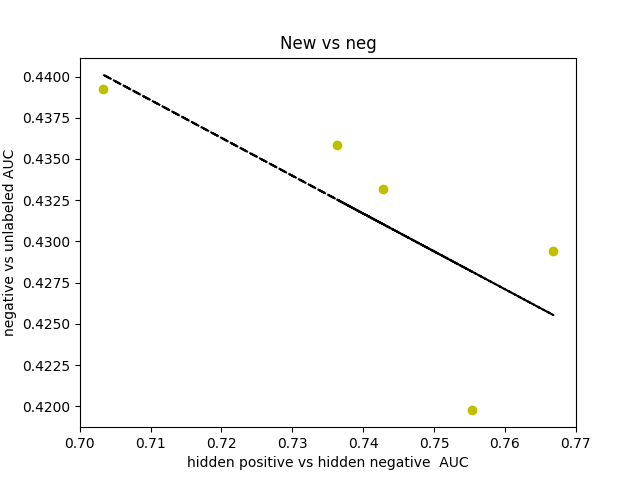 New vs neg
0.4400
0.4375
0.4350
0.4325
0.4300
0.4275
0.4250
0.4225
0.4200
negative vs unlabeled AUC
0.70 0.71 0.72 0.73 0.74 0.75 0.76 0.77
hidden positive vs hidden negative  AUC